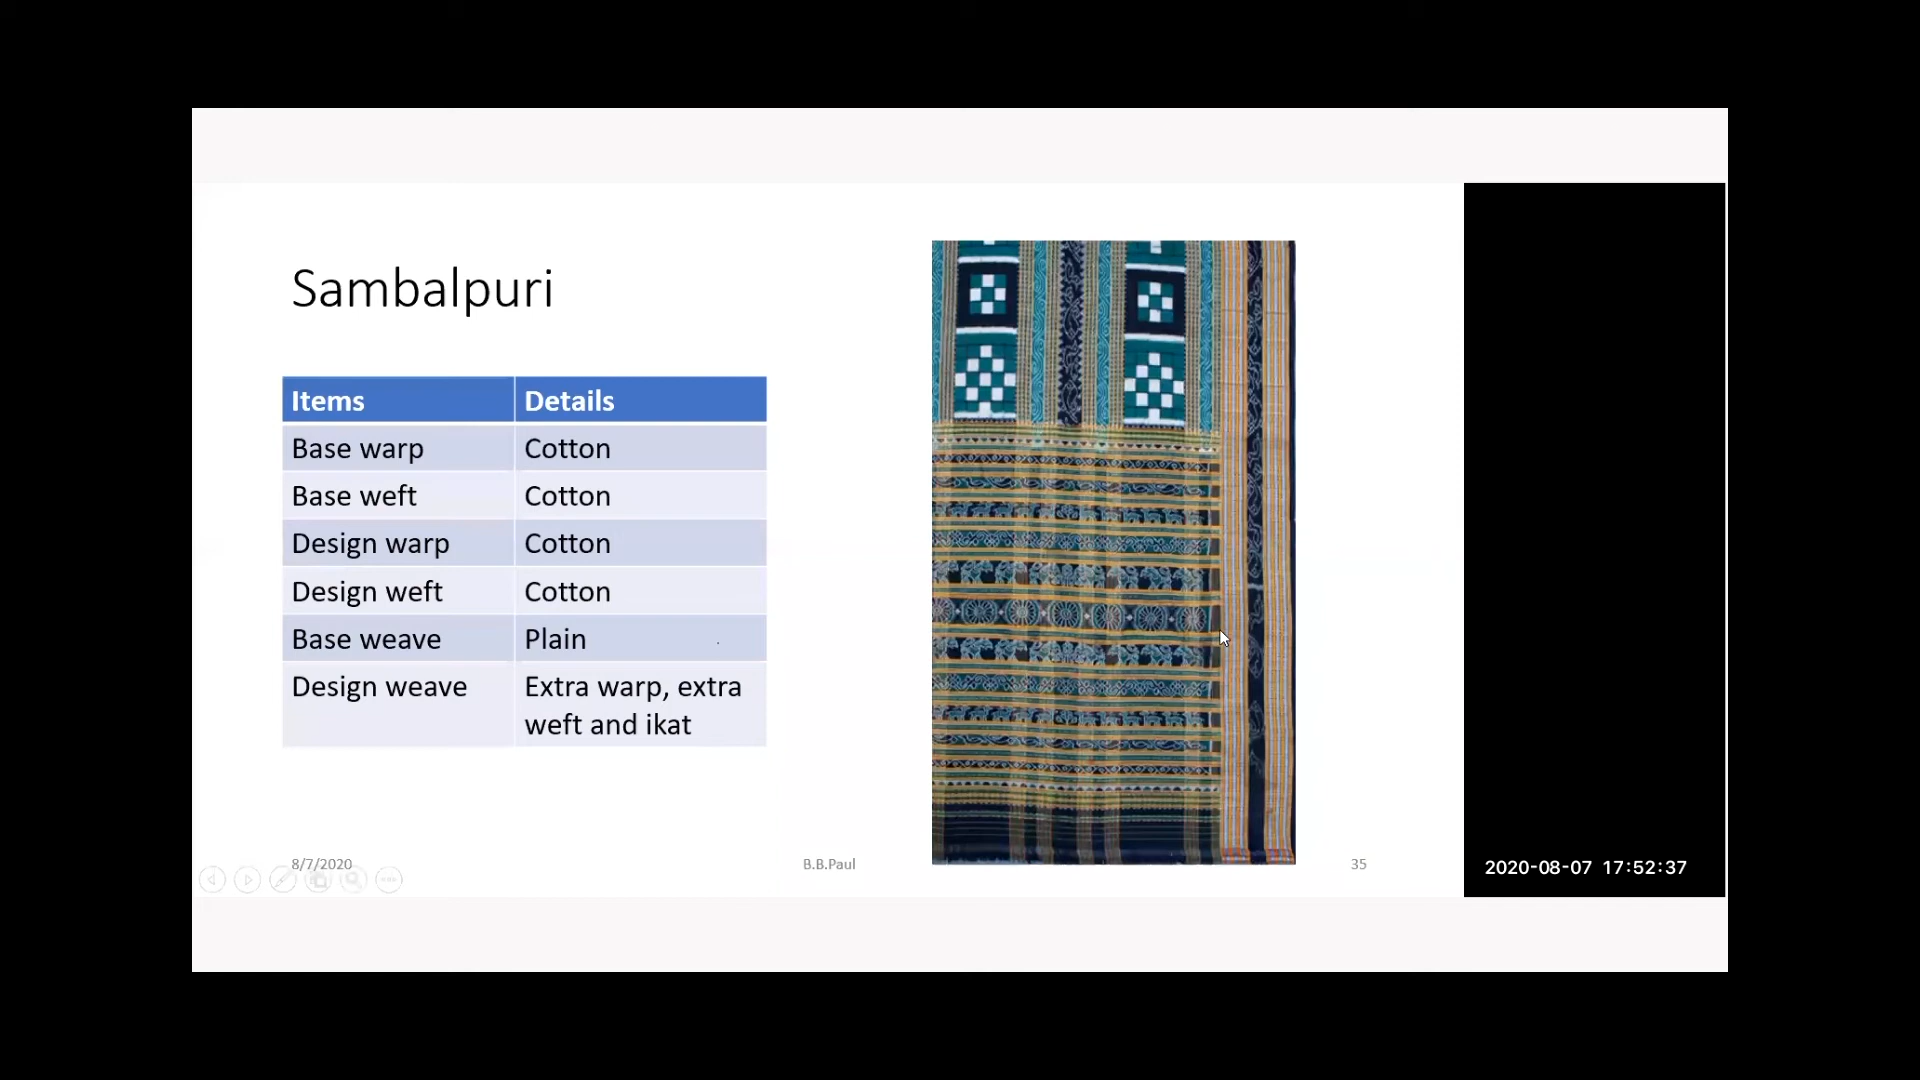 Sambalpuri
Items Details
Base warp Cotton
Base weft Cotton
Design warp Cotton
Design weft Cotton
Base weave Plain
Design weave Extra warp, extra
weft and ikat
8/7/2020 B.B.Paul 35
2020-08-07 17:52:37